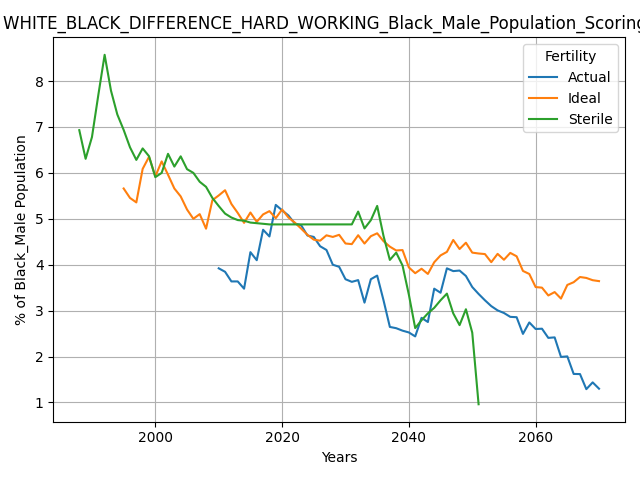 WHITE_BLACK_DIFFERENCE_HARD_WORKING_Black_Male_Population_Scoring
Fertility
Actual
Ideal
Sterile
% of Black_Male Population
8
7
6
5
4
3
2
1
2000 2020 2040 2060
Years